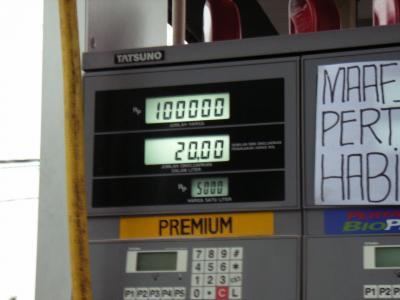 TATSUNO
Rp 100000
JUMLAH HARGA
20.00
JUMLAH DIKELUARKAN
DALAM LITER
Rp 5000
HARGA SATU LITER
PREMIUM
MAAF
PERT
HABI
BioP
7 8 9 #
4 5 6
1 2 3
0 • C L
P1 P2 P3 P4 P5
P1 P2 P3